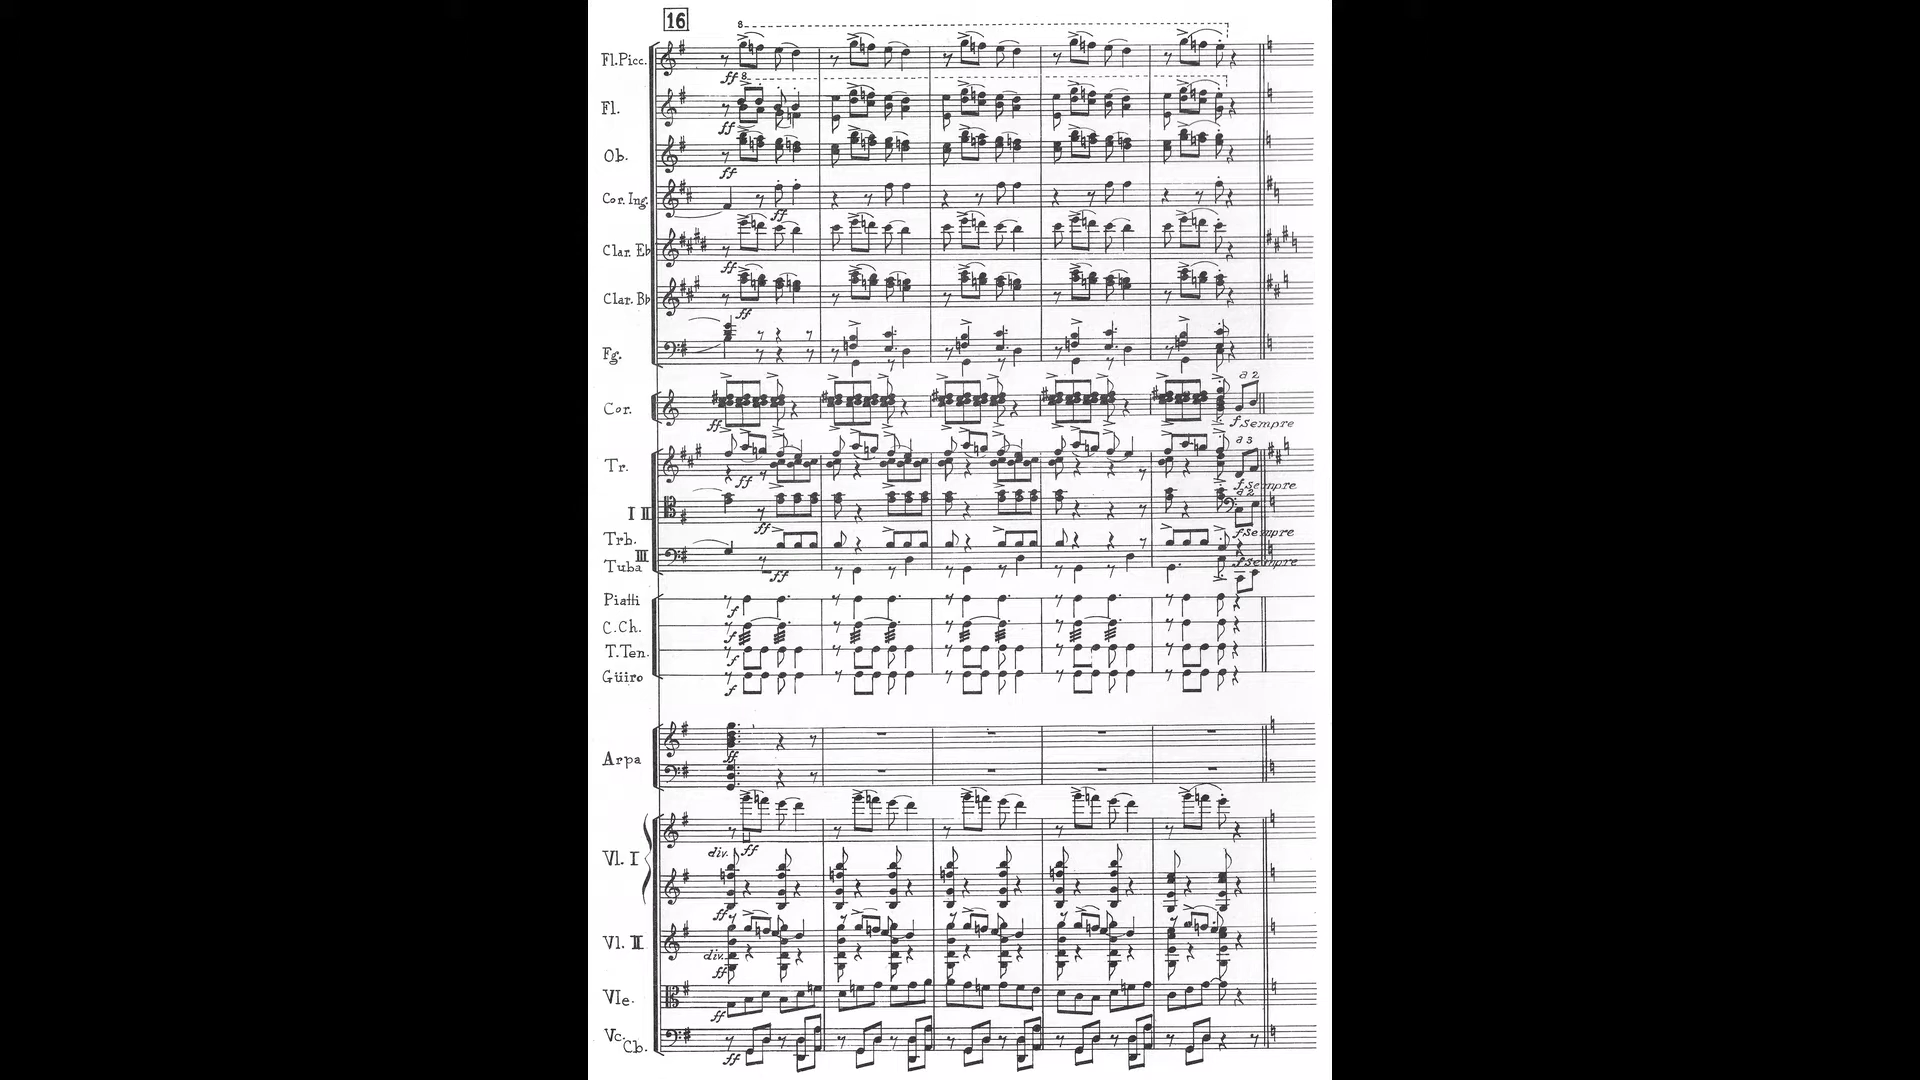 16
8
Fl.Picc.
ff 8
Fl.
ff
Ob.
ff
Cor. Ing.
ff
Clar. Eb
ff
Clar. Bb
ff
Fg.
a 2
Cor.
ff
f sempre
a 3
Tr.
ff
f sempre
a 2
I II
ff
f sempre
Trb.
III
f sempre
Tuba
ff
Piatti
f
C.Ch.
f
T.Ten.
f
Güiro
f
ff
Arpa
div. ff
Vl. I
ff
Vl. II
div.
ff
Vle.
ff
Vc.
Cb.
ff